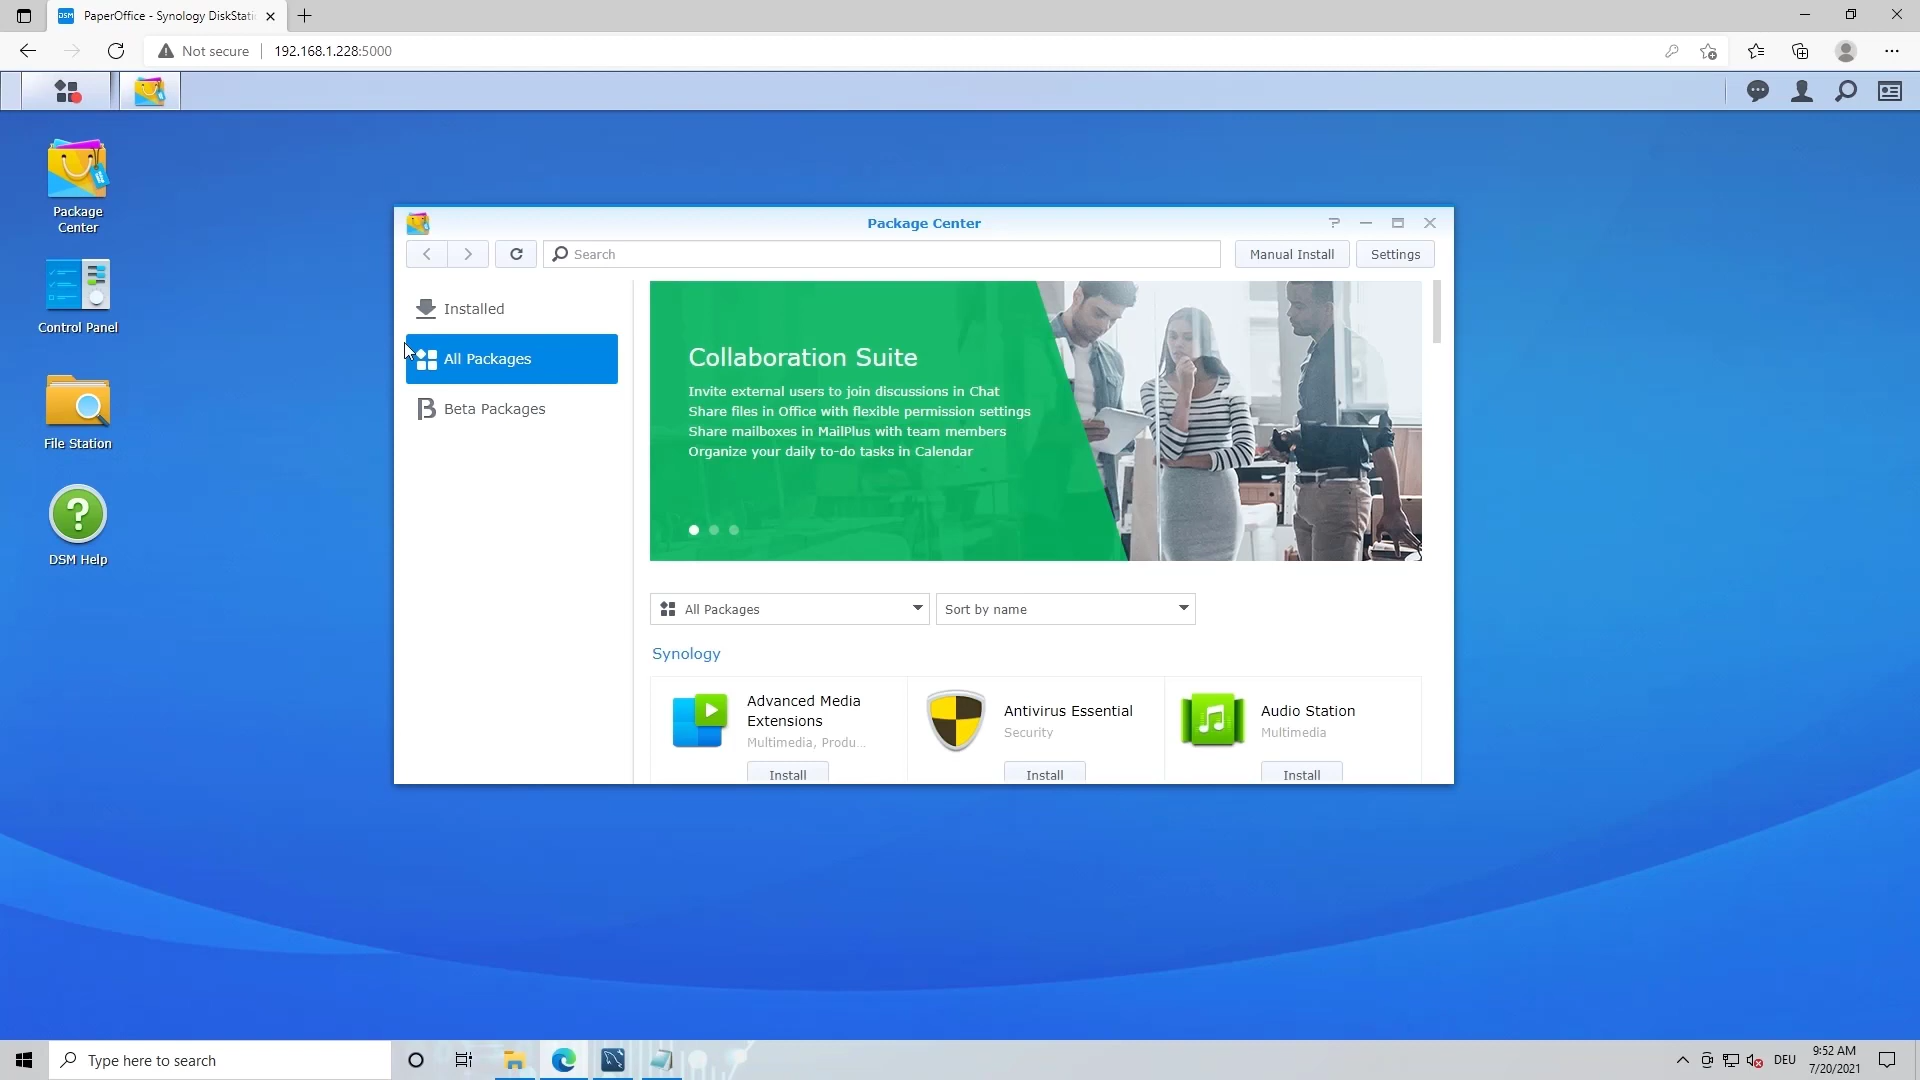 PaperOffice - Synology DiskStati
Not secure
192.168.1.228:5000
Package
Center
Control Panel
File Station
DSM Help
Package Center
Search
Manual Install
Settings
Installed
All Packages
Beta Packages
Collaboration Suite
Invite external users to join discussions in Chat
Share files in Office with flexible permission settings
Share mailboxes in MailPlus with team members
Organize your daily to-do tasks in Calendar
All Packages
Sort by name
Synology
Advanced Media
Extensions
Multimedia, Produ...
Install
Antivirus Essential
Security
Install
Audio Station
Multimedia
Install
Type here to search
DEU
9:52 AM
7/20/2021